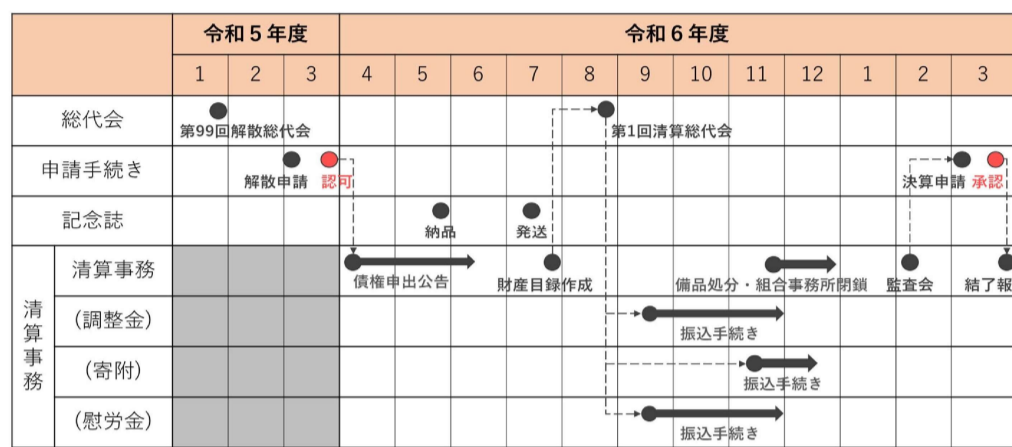 令和５年度 令和６年度
1 2 3 4 5 6 7 8 9 10 11 12 1 2 3
総代会 第99回解散総代会 第1回清算総代会
申請手続き 解散申請 認可 決算申請 承認
記念誌 納品 発送
清算事務 清算事務 債権申出公告 財産目録作成 備品処分・組合事務所閉鎖 監査会 結了報
(調整金) 振込手続き
(寄附) 振込手続き
(慰労金) 振込手続き